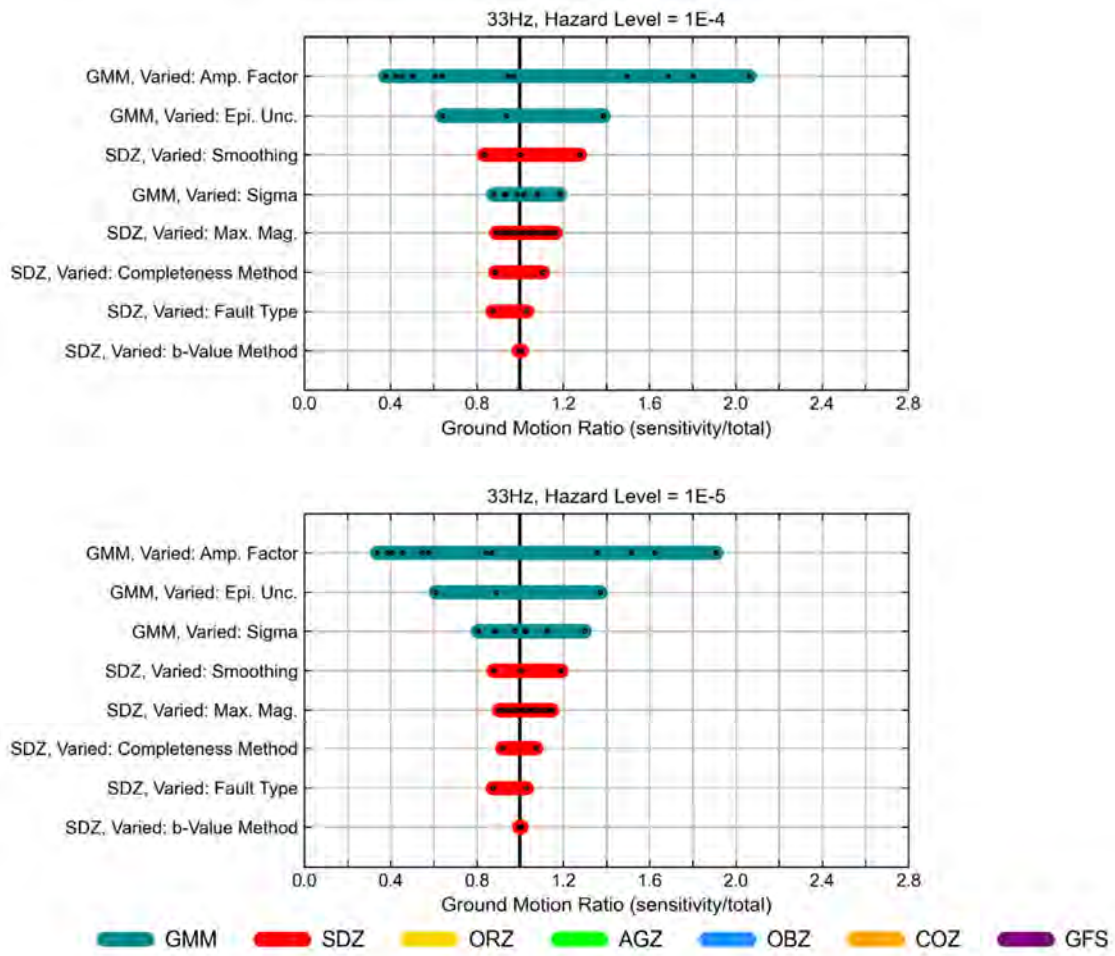 33Hz, Hazard Level = 1E-4
GMM, Varied: Amp. Factor
GMM, Varied: Epi. Unc.
SDZ, Varied: Smoothing
GMM, Varied: Sigma
SDZ, Varied: Max. Mag.
SDZ, Varied: Completeness Method
SDZ, Varied: Fault Type
SDZ, Varied: b-Value Method
0.0 0.4 0.8 1.2 1.6 2.0 2.4 2.8
Ground Motion Ratio (sensitivity/total)
33Hz, Hazard Level = 1E-5
GMM, Varied: Amp. Factor
GMM, Varied: Epi. Unc.
GMM, Varied: Sigma
SDZ, Varied: Smoothing
SDZ, Varied: Max. Mag.
SDZ, Varied: Completeness Method
SDZ, Varied: Fault Type
SDZ, Varied: b-Value Method
0.0 0.4 0.8 1.2 1.6 2.0 2.4 2.8
Ground Motion Ratio (sensitivity/total)
GMM SDZ ORZ AGZ OBZ COZ GFS